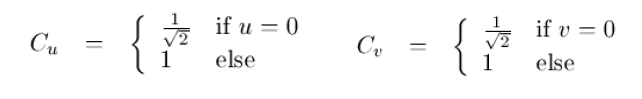 C_u = { 1/√2 if u = 0
1 else
C_v = { 1/√2 if v = 0
1 else